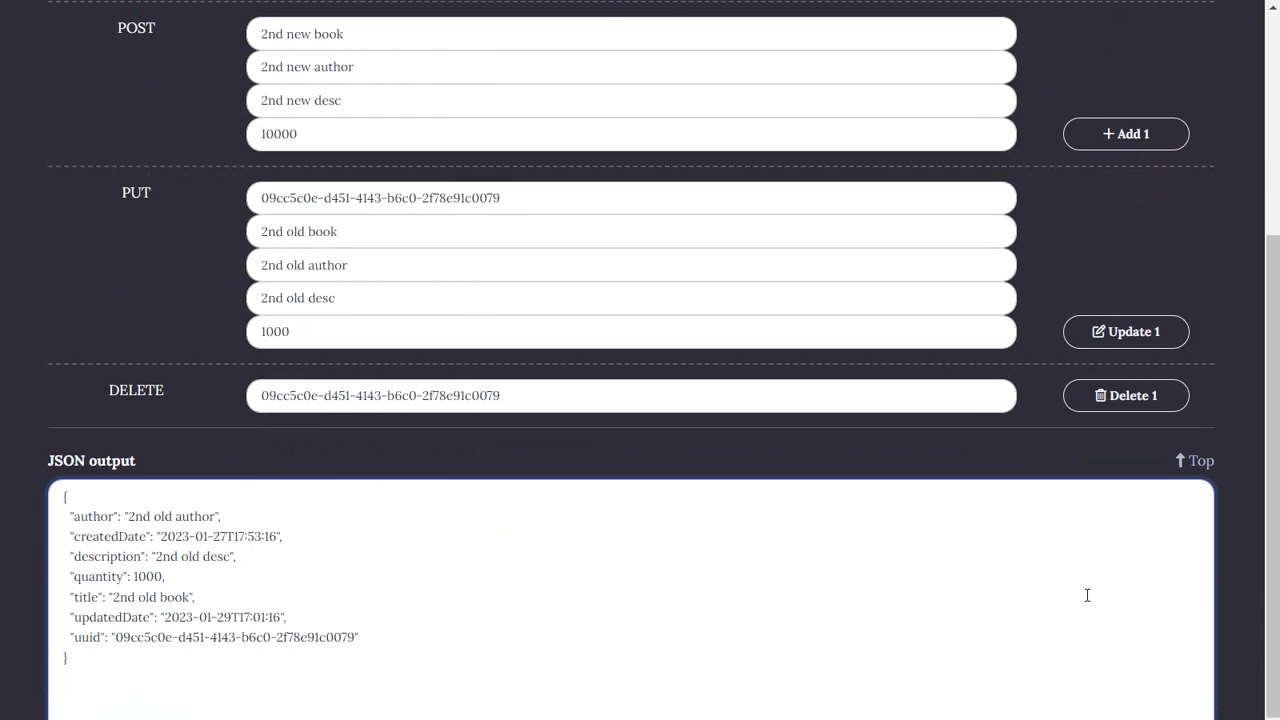 POST
2nd new book
2nd new author
2nd new desc
10000
Add 1
PUT
09cc5c0e-d451-4143-b6c0-2f78e91c0079
2nd old book
2nd old author
2nd old desc
1000
Update 1
DELETE
09cc5c0e-d451-4143-b6c0-2f78e91c0079
Delete 1
JSON output
Top
{
"author": "2nd old author",
"createdDate": "2023-01-27T17:53:16",
"description": "2nd old desc",
"quantity": 1000,
"title": "2nd old book",
"updatedDate": "2023-01-29T17:01:16",
"uuid": "09cc5c0e-d451-4143-b6c0-2f78e91c0079"
}